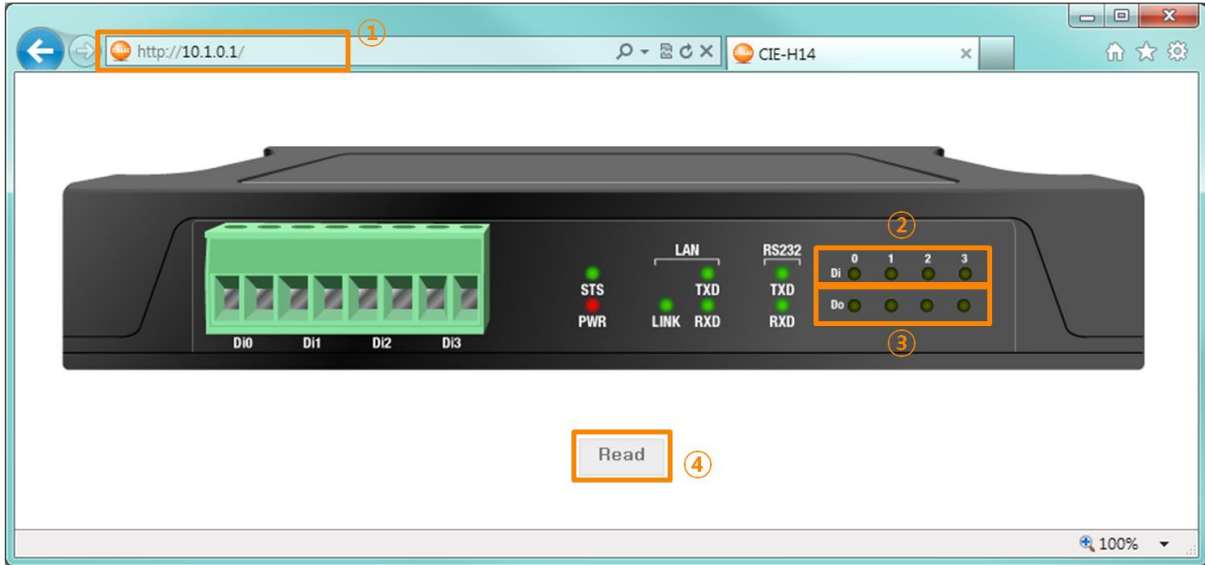 ①
http://10.1.0.1/
CIE-H14
②
LAN
RS232
0 1 2 3
Di
STS
TXD
TXD
Do
PWR
LINK RXD
RXD
Di0 Di1 Di2 Di3
③
Read
④
100%